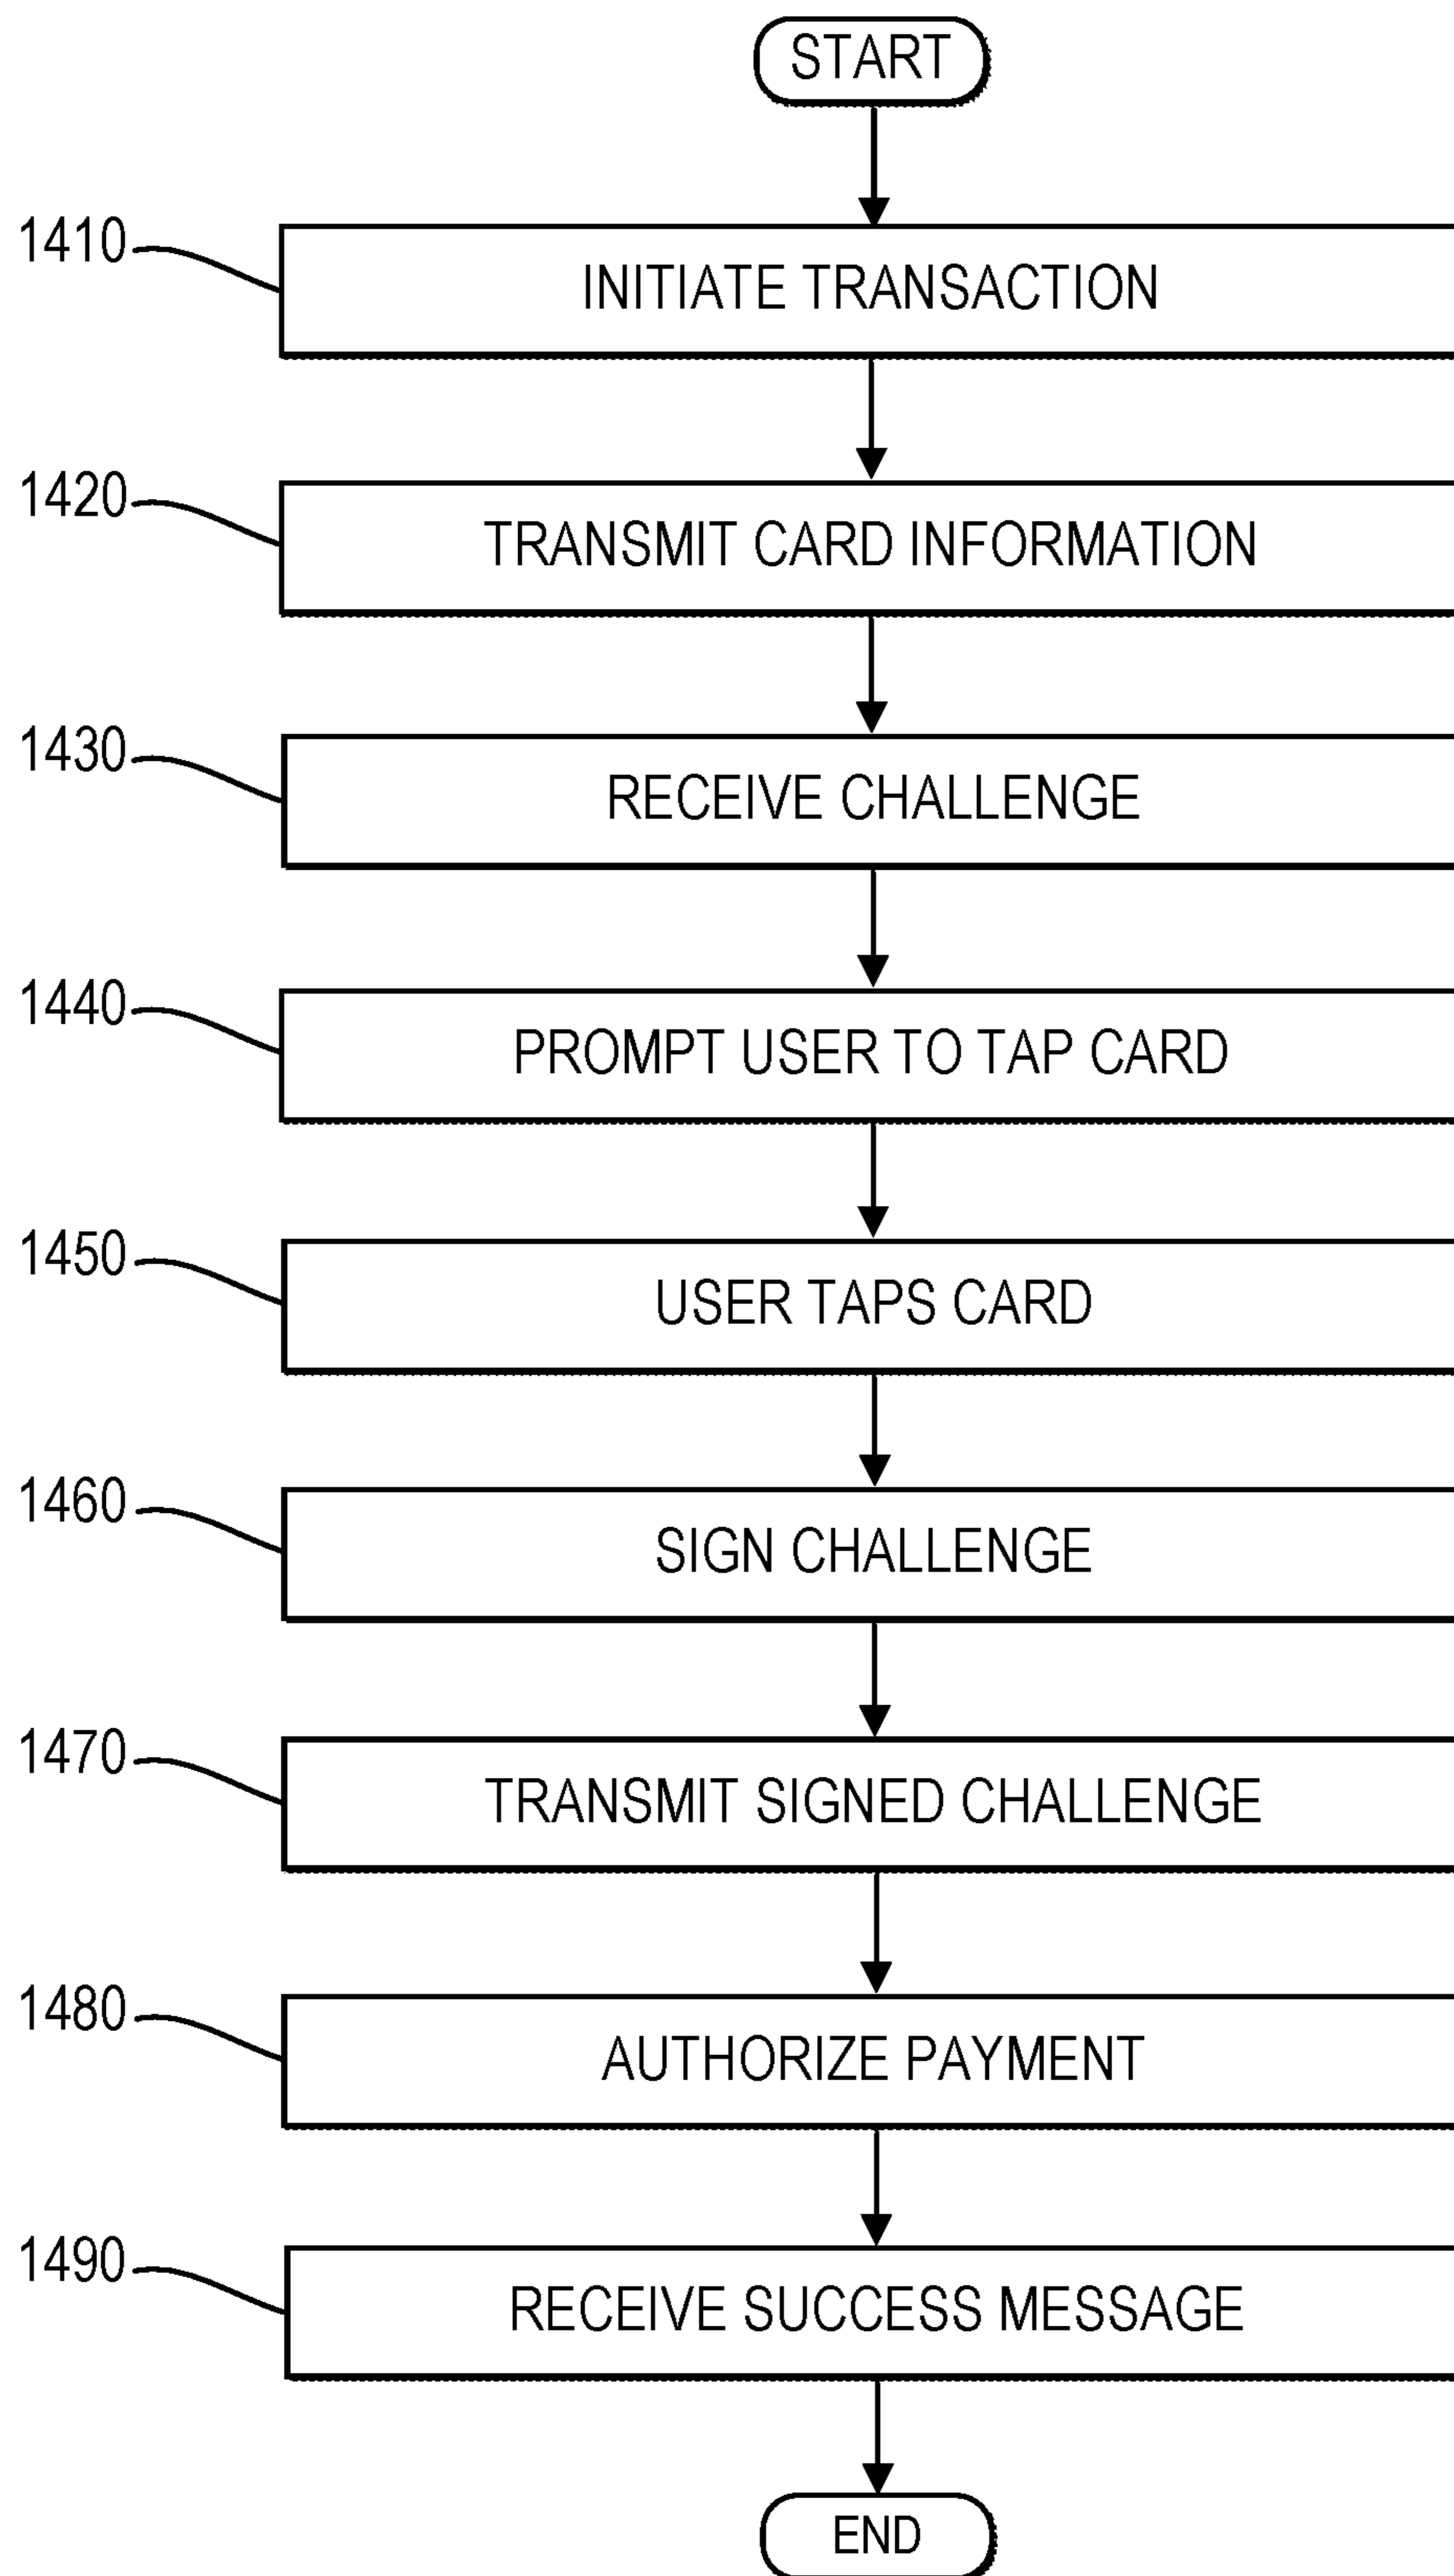 START
1410
INITIATE TRANSACTION
1420
TRANSMIT CARD INFORMATION
1430
RECEIVE CHALLENGE
1440
PROMPT USER TO TAP CARD
1450
USER TAPS CARD
1460
SIGN CHALLENGE
1470
TRANSMIT SIGNED CHALLENGE
1480
AUTHORIZE PAYMENT
1490
RECEIVE SUCCESS MESSAGE
END